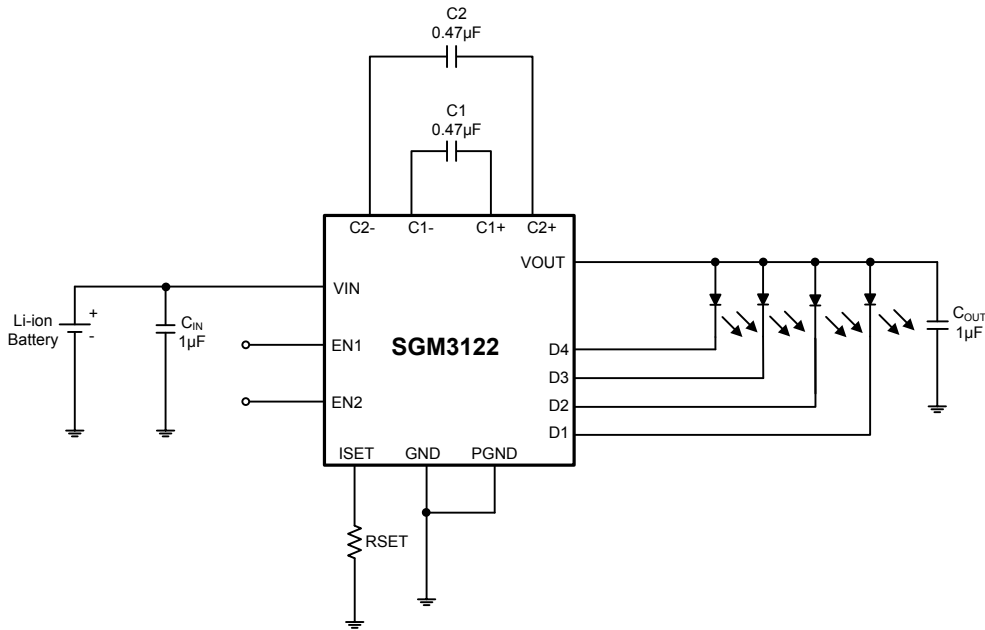 C2
0.47µF
C1
0.47µF
C2-
C1-
C1+
C2+
VOUT
VIN
Li-ion
Battery
+
-
CIN
1µF
EN1
SGM3122
EN2
D4
D3
D2
D1
COUT
1µF
ISET
GND
PGND
RSET